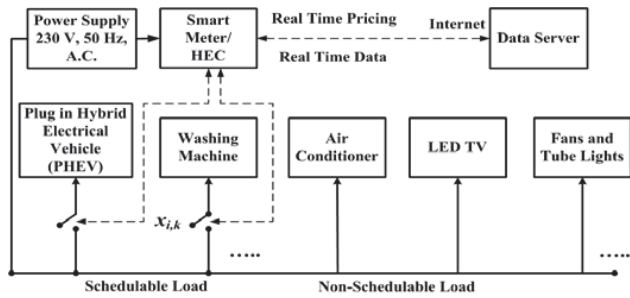 Power Supply
230 V, 50 Hz,
A.C.
Smart
Meter/
HEC
Real Time Pricing
Internet
Real Time Data
Data Server
Plug in Hybrid
Electrical
Vehicle
(PHEV)
Washing
Machine
Air
Conditioner
LED TV
Fans and
Tube Lights
x_{i,k}
.....
.....
Schedulable Load
Non-Schedulable Load